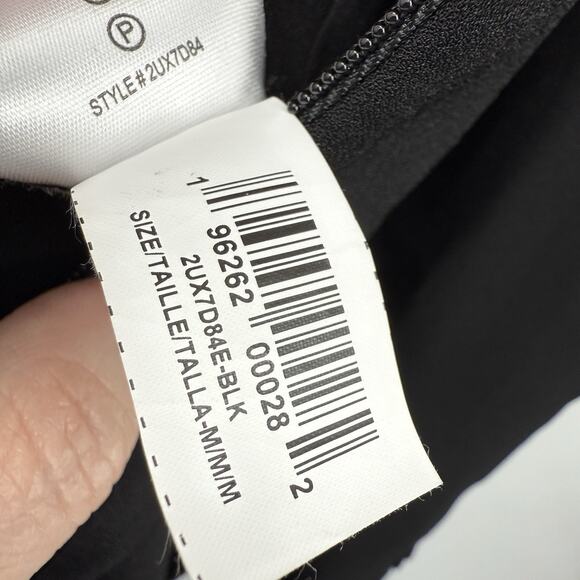 P
STYLE#2UX7D84
1 96262 00028 2
2UX7D84E-BLK
SIZE/TAILLE/TALLA-M/M/M